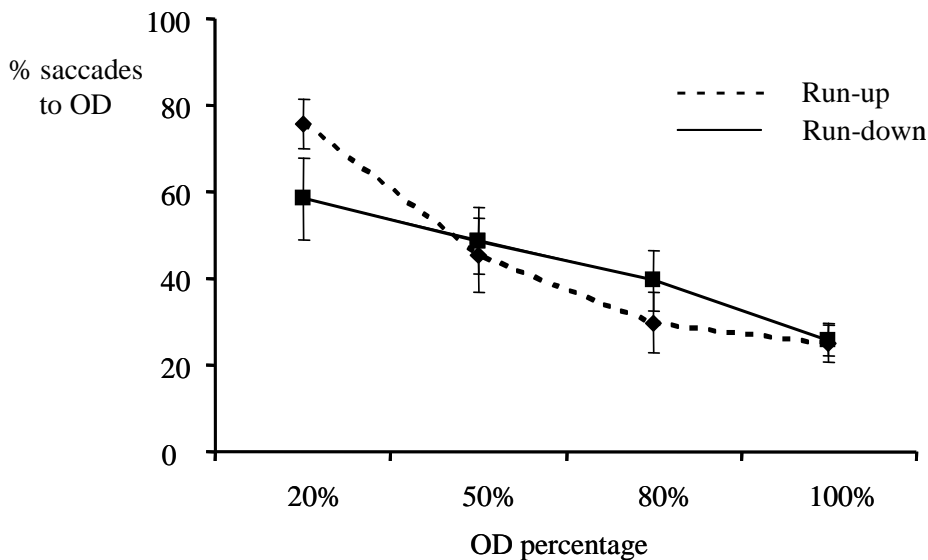 100
% saccades
to OD
80
60
40
20
0
Run-up
Run-down
20%
50%
80%
100%
OD percentage